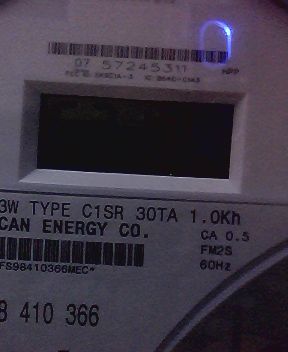 07 57245311
3W TYPE C1SR 30TA 1.0Kh
CAN ENERGY CO.
CA 0.5
FM2S
FS98410366MEC*
60Hz
8 410 366